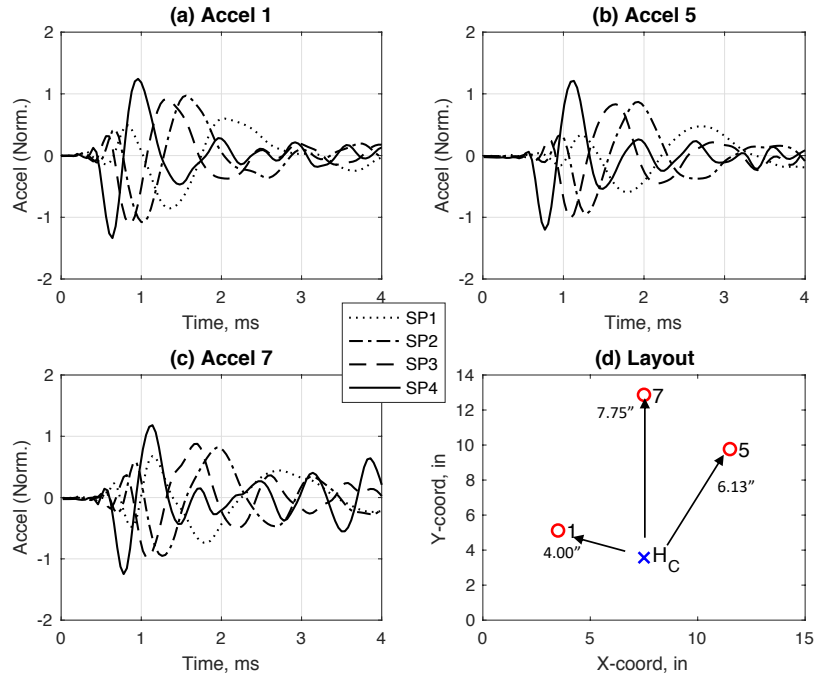 (a) Accel 1
Accel (Norm.)
2
1
0
-1
-2
0 1 2 3 4
Time, ms
(b) Accel 5
Accel (Norm.)
2
1
0
-1
-2
0 1 2 3 4
Time, ms
SP1
SP2
SP3
SP4
(c) Accel 7
Accel (Norm.)
2
1
0
-1
-2
0 1 2 3 4
Time, ms
(d) Layout
Y-coord, in
14
12
10
8
6
4
2
0
7
7.75”
5
6.13”
1
4.00”
H_C
0 5 10 15
X-coord, in